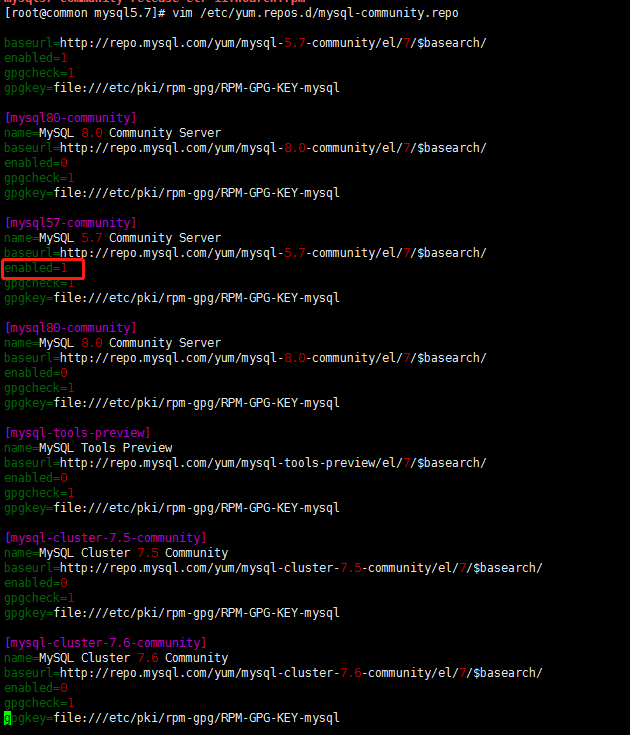 [root@common mysql5.7]# vim /etc/yum.repos.d/mysql-community.repo
baseurl=http://repo.mysql.com/yum/mysql-5.7-community/el/7/$basearch/
enabled=1
gpgcheck=1
gpgkey=file:///etc/pki/rpm-gpg/RPM-GPG-KEY-mysql
[mysql80-community]
name=MySQL 8.0 Community Server
baseurl=http://repo.mysql.com/yum/mysql-8.0-community/el/7/$basearch/
enabled=0
gpgcheck=1
gpgkey=file:///etc/pki/rpm-gpg/RPM-GPG-KEY-mysql
[mysql57-community]
name=MySQL 5.7 Community Server
baseurl=http://repo.mysql.com/yum/mysql-5.7-community/el/7/$basearch/
enabled=1
gpgcheck=1
gpgkey=file:///etc/pki/rpm-gpg/RPM-GPG-KEY-mysql
[mysql80-community]
name=MySQL 8.0 Community Server
baseurl=http://repo.mysql.com/yum/mysql-8.0-community/el/7/$basearch/
enabled=0
gpgcheck=1
gpgkey=file:///etc/pki/rpm-gpg/RPM-GPG-KEY-mysql
[mysql-tools-preview]
name=MySQL Tools Preview
baseurl=http://repo.mysql.com/yum/mysql-tools-preview/el/7/$basearch/
enabled=0
gpgcheck=1
gpgkey=file:///etc/pki/rpm-gpg/RPM-GPG-KEY-mysql
[mysql-cluster-7.5-community]
name=MySQL Cluster 7.5 Community
baseurl=http://repo.mysql.com/yum/mysql-cluster-7.5-community/el/7/$basearch/
enabled=0
gpgcheck=1
gpgkey=file:///etc/pki/rpm-gpg/RPM-GPG-KEY-mysql
[mysql-cluster-7.6-community]
name=MySQL Cluster 7.6 Community
baseurl=http://repo.mysql.com/yum/mysql-cluster-7.6-community/el/7/$basearch/
enabled=0
gpgcheck=1
gpgkey=file:///etc/pki/rpm-gpg/RPM-GPG-KEY-mysql